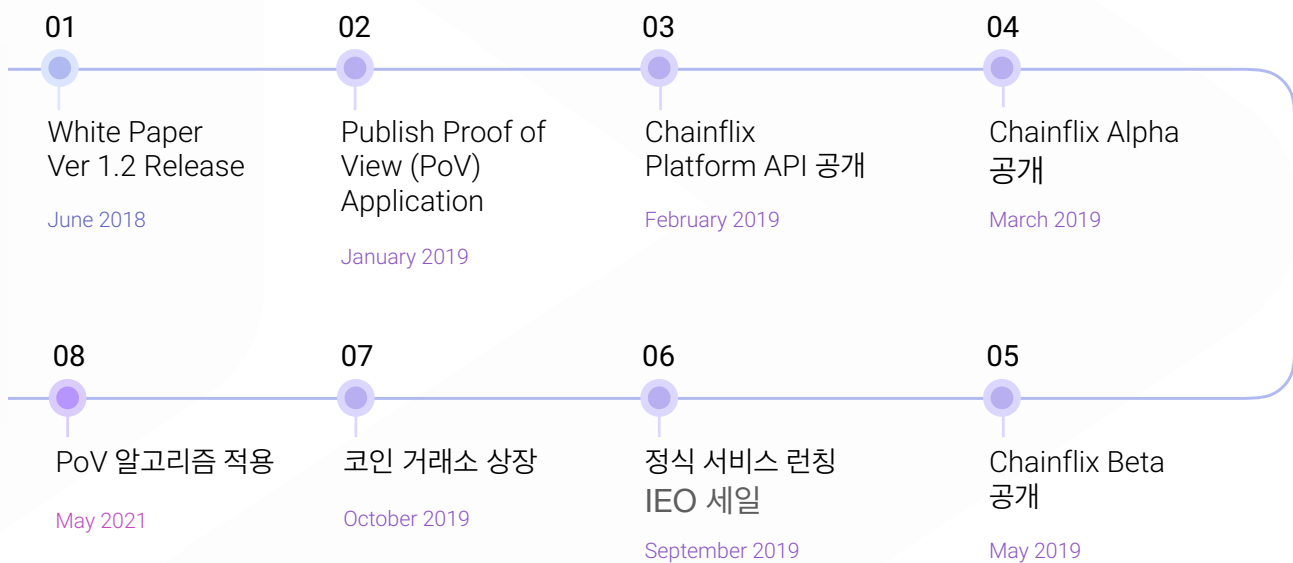 01
White Paper
Ver 1.2 Release
June 2018
02
Publish Proof of
View (PoV)
Application
January 2019
03
Chainflix
Platform API 공개
February 2019
04
Chainflix Alpha
공개
March 2019
05
Chainflix Beta
공개
May 2019
06
정식 서비스 런칭
IEO 세일
September 2019
07
코인 거래소 상장
October 2019
08
PoV 알고리즘 적용
May 2021